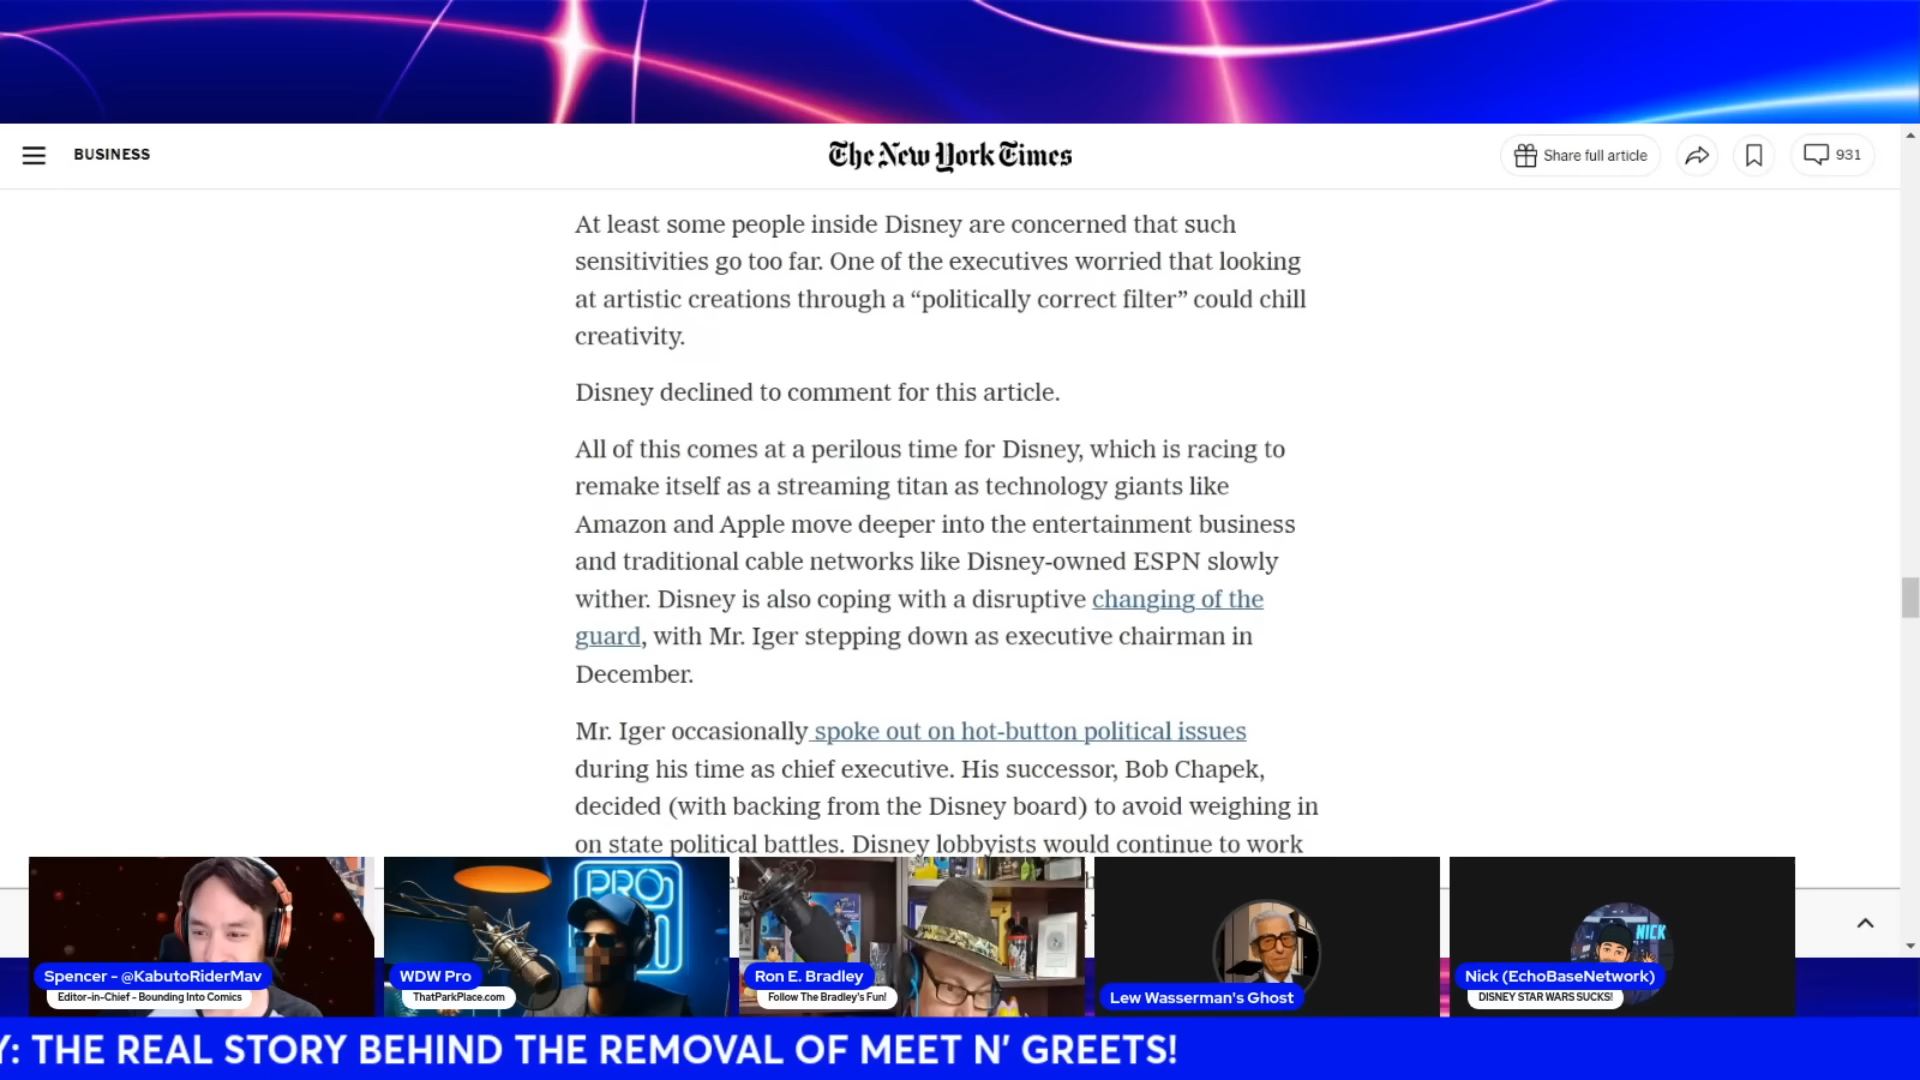 BUSINESS
The New York Times
Share full article
931
At least some people inside Disney are concerned that such
sensitivities go too far. One of the executives worried that looking
at artistic creations through a “politically correct filter” could chill
creativity.
Disney declined to comment for this article.
All of this comes at a perilous time for Disney, which is racing to
remake itself as a streaming titan as technology giants like
Amazon and Apple move deeper into the entertainment business
and traditional cable networks like Disney-owned ESPN slowly
wither. Disney is also coping with a disruptive changing of the
guard, with Mr. Iger stepping down as executive chairman in
December.
Mr. Iger occasionally spoke out on hot-button political issues
during his time as chief executive. His successor, Bob Chapek,
decided (with backing from the Disney board) to avoid weighing in
on state political battles. Disney lobbyists would continue to work
PRO
NICK
Spencer - @KabutoRiderMav
Editor-in-Chief - Bounding Into Comics
WDW Pro
ThatParkPlace.com
Ron E. Bradley
Follow The Bradley's Fun!
Lew Wasserman's Ghost
Nick (EchoBaseNetwork)
DISNEY STAR WARS SUCKS!
Y: THE REAL STORY BEHIND THE REMOVAL OF MEET N' GREETS!